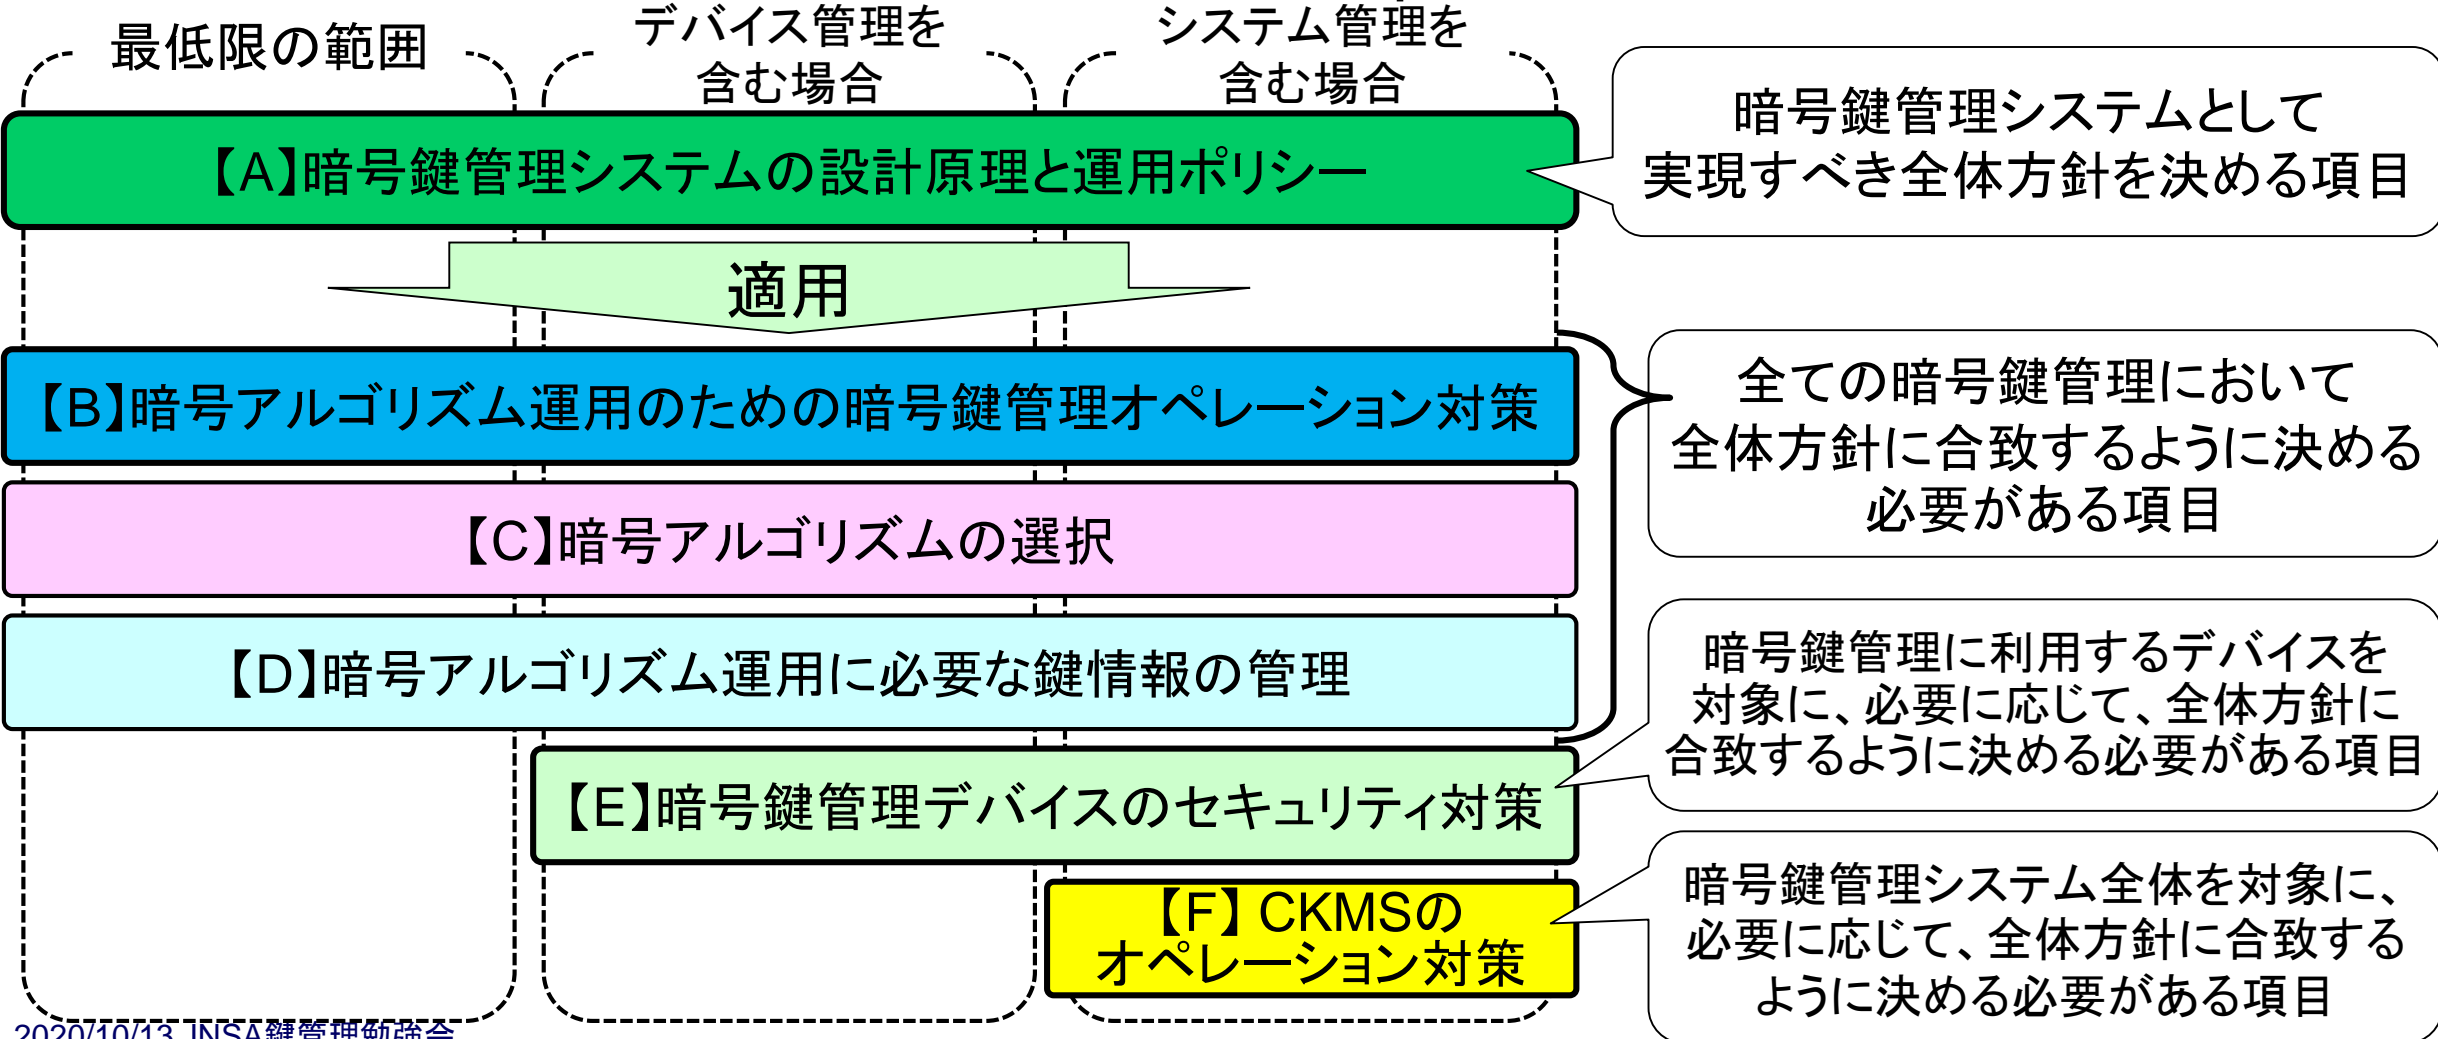 最低限の範囲
デバイス管理を
含む場合
システム管理を
含む場合
【A】暗号鍵管理システムの設計原理と運用ポリシー
暗号鍵管理システムとして
実現すべき全体方針を決める項目
適用
【B】暗号アルゴリズム運用のための暗号鍵管理オペレーション対策
【C】暗号アルゴリズムの選択
【D】暗号アルゴリズム運用に必要な鍵情報の管理
全ての暗号鍵管理において
全体方針に合致するように決める
必要がある項目
【E】暗号鍵管理デバイスのセキュリティ対策
暗号鍵管理に利用するデバイスを
対象に、必要に応じて、全体方針に
合致するように決める必要がある項目
【F】CKMSの
オペレーション対策
暗号鍵管理システム全体を対象に、
必要に応じて、全体方針に合致する
ように決める必要がある項目
2020/10/13 JNSA鍵管理勉強会